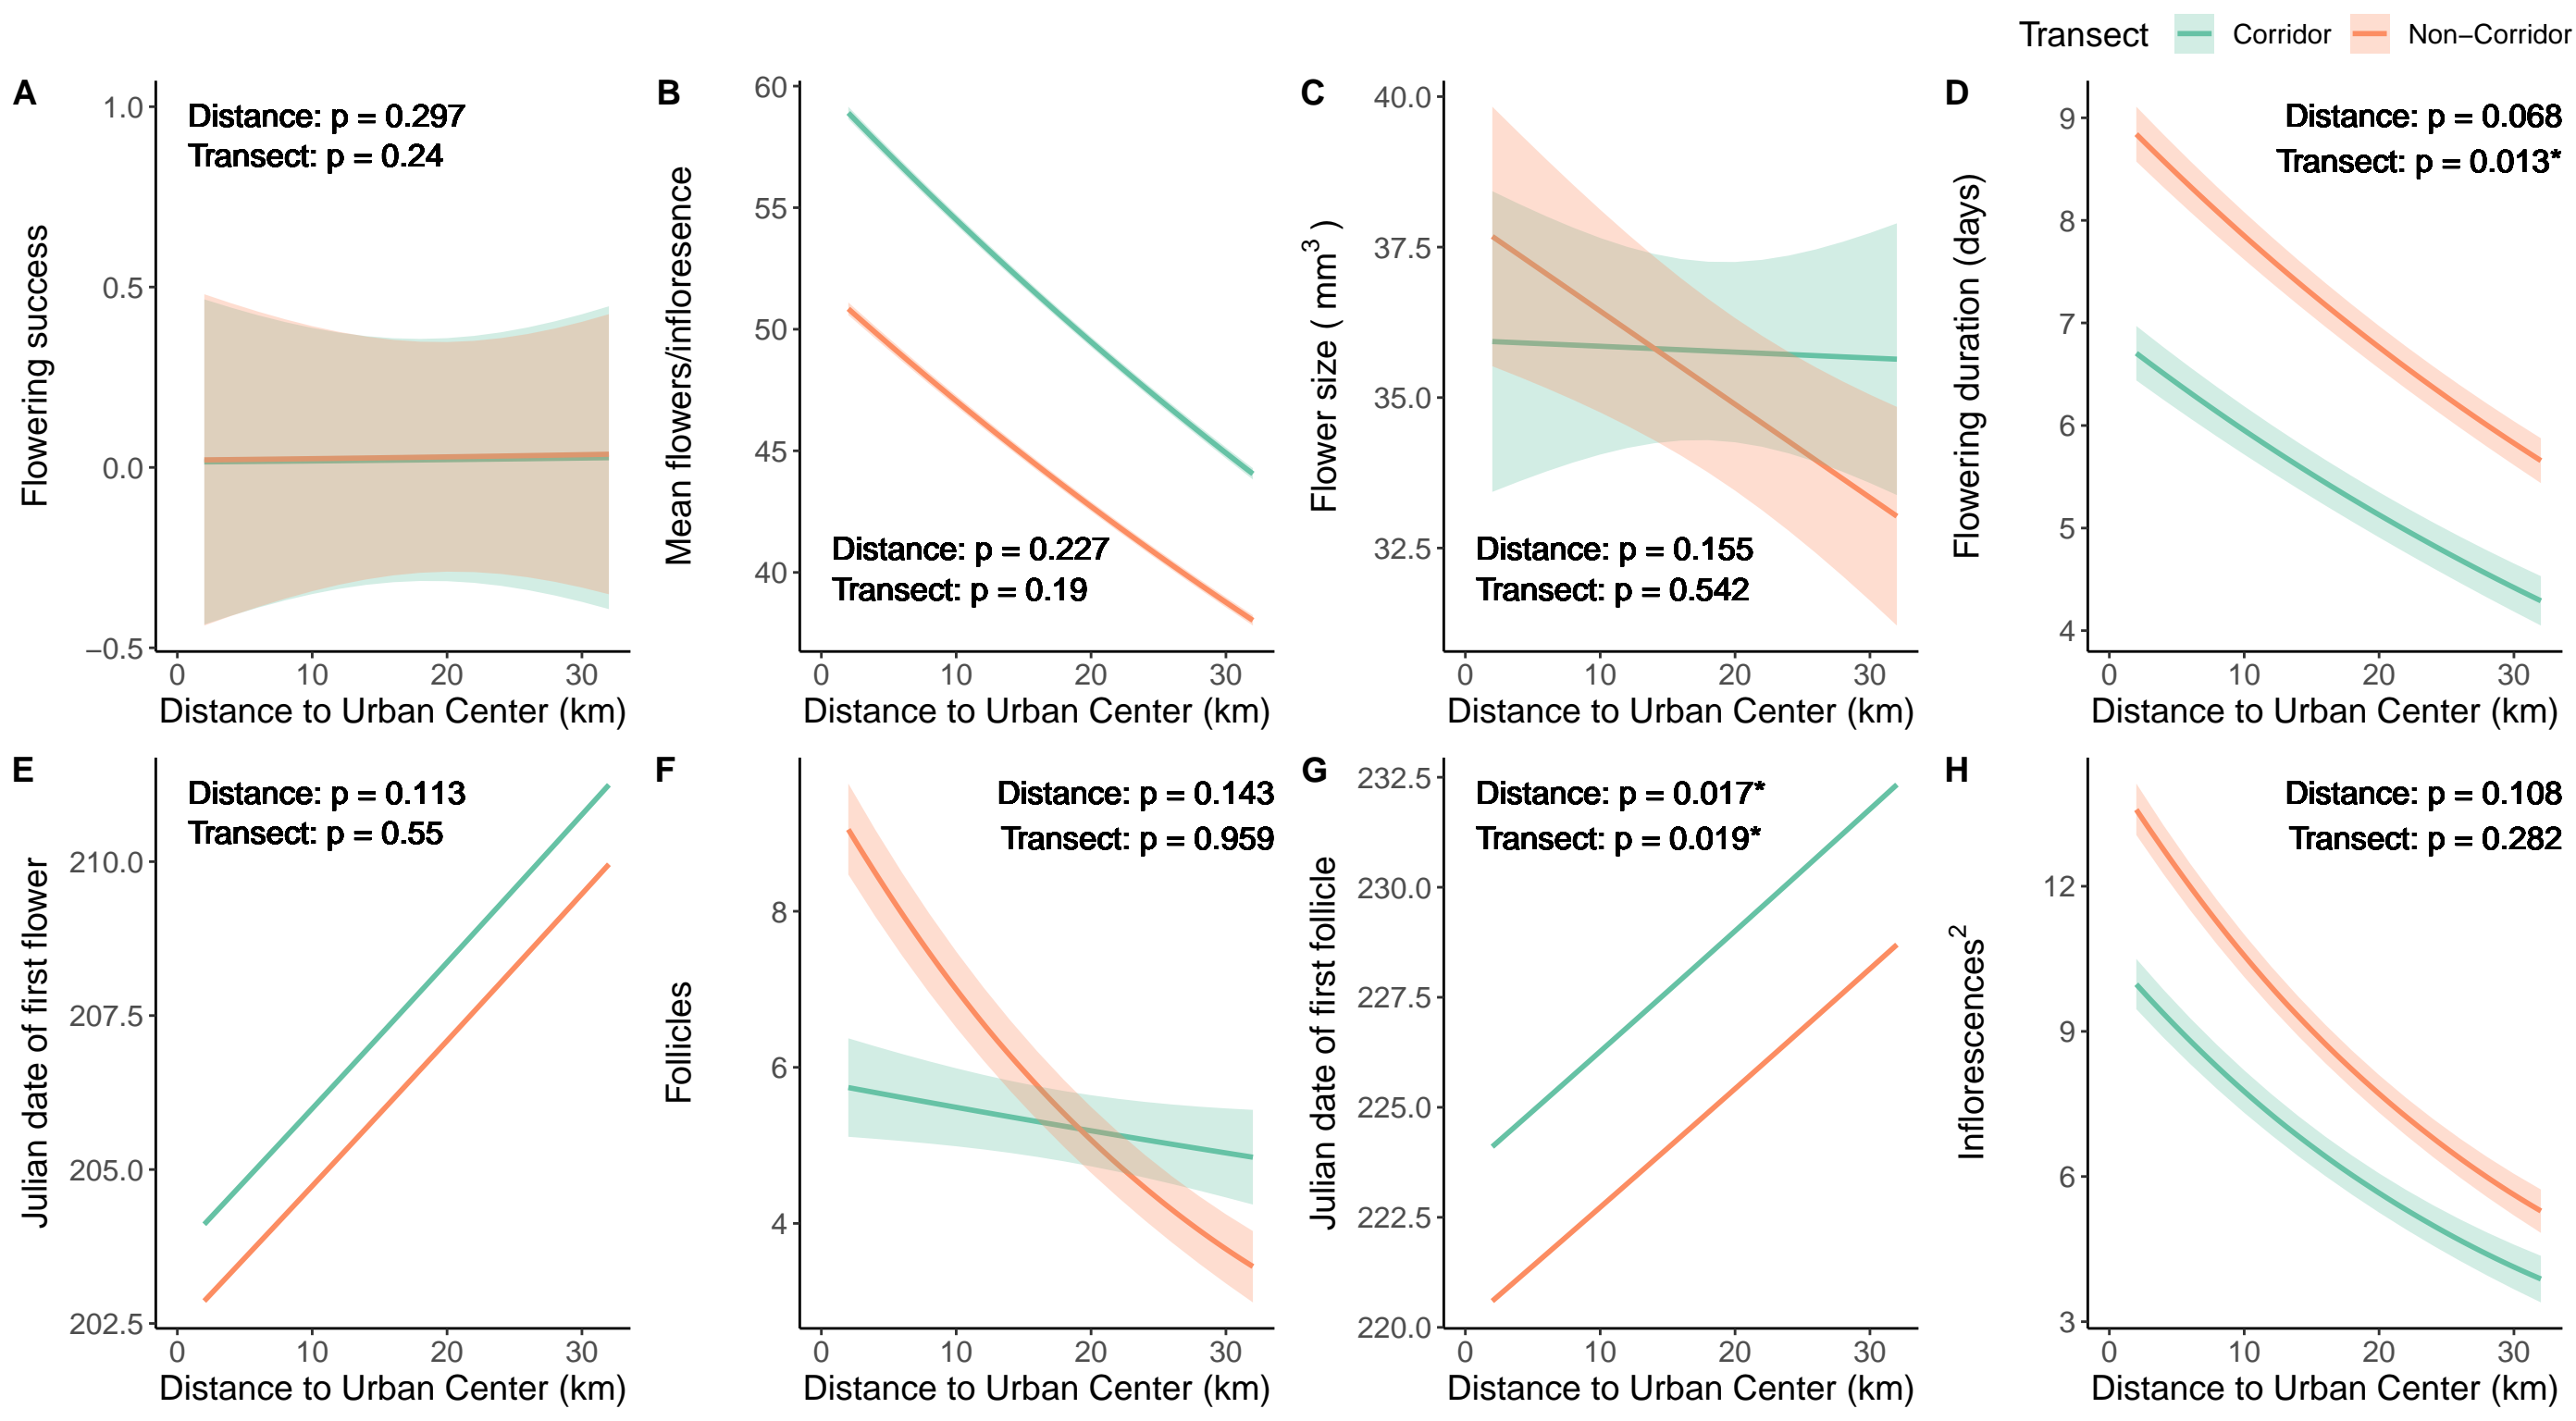 Transect Corridor Non−Corridor
A
Distance: p = 0.297
Transect: p = 0.24
1.0
0.5
0.0
−0.5
Flowering success
0 10 20 30
Distance to Urban Center (km)
B
60
55
50
45
40
Mean flowers/infloresence
Distance: p = 0.227
Transect: p = 0.19
0 10 20 30
Distance to Urban Center (km)
C
40.0
37.5
35.0
32.5
Flower size ( mm³ )
Distance: p = 0.155
Transect: p = 0.542
0 10 20 30
Distance to Urban Center (km)
D
Distance: p = 0.068
Transect: p = 0.013*
9
8
7
6
5
4
Flowering duration (days)
0 10 20 30
Distance to Urban Center (km)
E
Distance: p = 0.113
Transect: p = 0.55
210.0
207.5
205.0
202.5
Julian date of first flower
0 10 20 30
Distance to Urban Center (km)
F
Distance: p = 0.143
Transect: p = 0.959
8
6
4
Follicles
0 10 20 30
Distance to Urban Center (km)
G
Distance: p = 0.017*
Transect: p = 0.019*
232.5
230.0
227.5
225.0
222.5
220.0
Julian date of first follicle
0 10 20 30
Distance to Urban Center (km)
H
Distance: p = 0.108
Transect: p = 0.282
12
9
6
3
Inflorescences²
0 10 20 30
Distance to Urban Center (km)